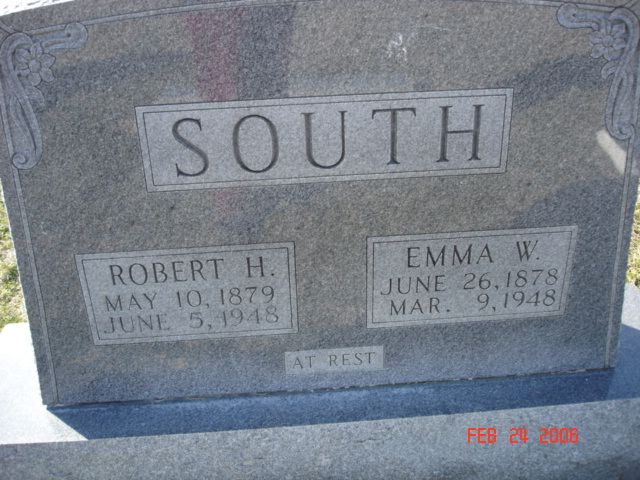 SOUTH
ROBERT H.
MAY 10, 1879
JUNE 5, 1948
EMMA W.
JUNE 26, 1878
MAR. 9, 1948
AT REST
FEB 24 2006